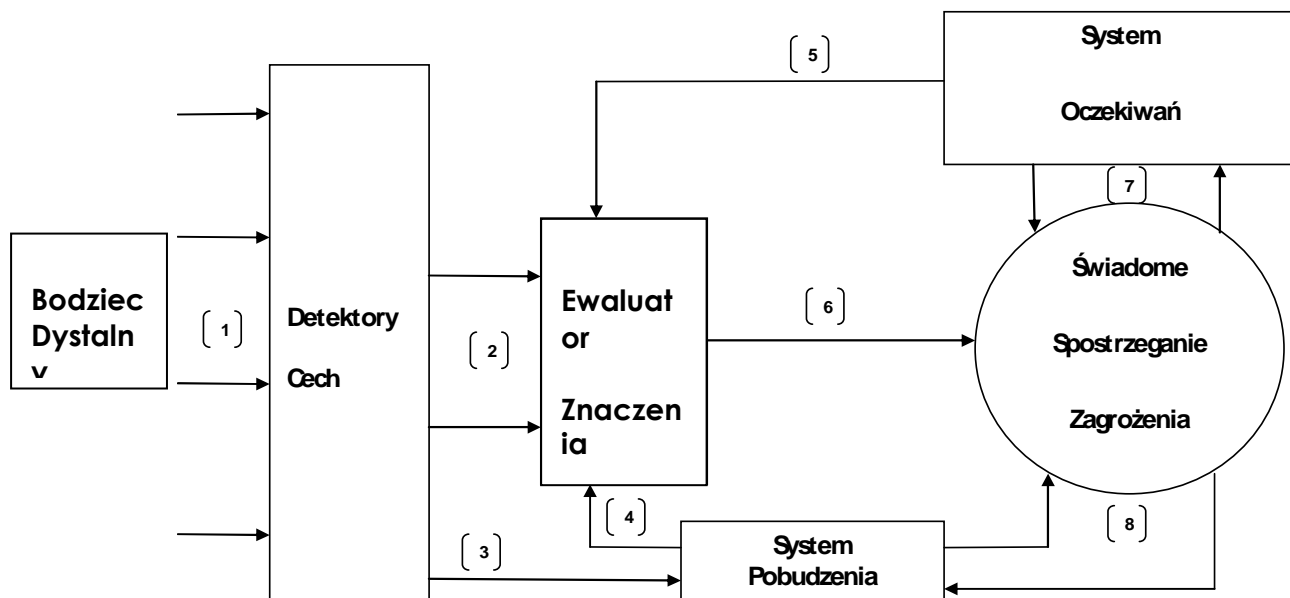 System
Oczekiwań
[ 5 ]
[ 7 ]
Bodziec
Dystaln
y
[ 1 ]
Detektory
Cech
[ 2 ]
Ewaluat
or
Znaczen
ia
[ 6 ]
Świadome
Spostrzeganie
Zagrożenia
[ 4 ]
[ 3 ]
System
Pobudzenia
[ 8 ]